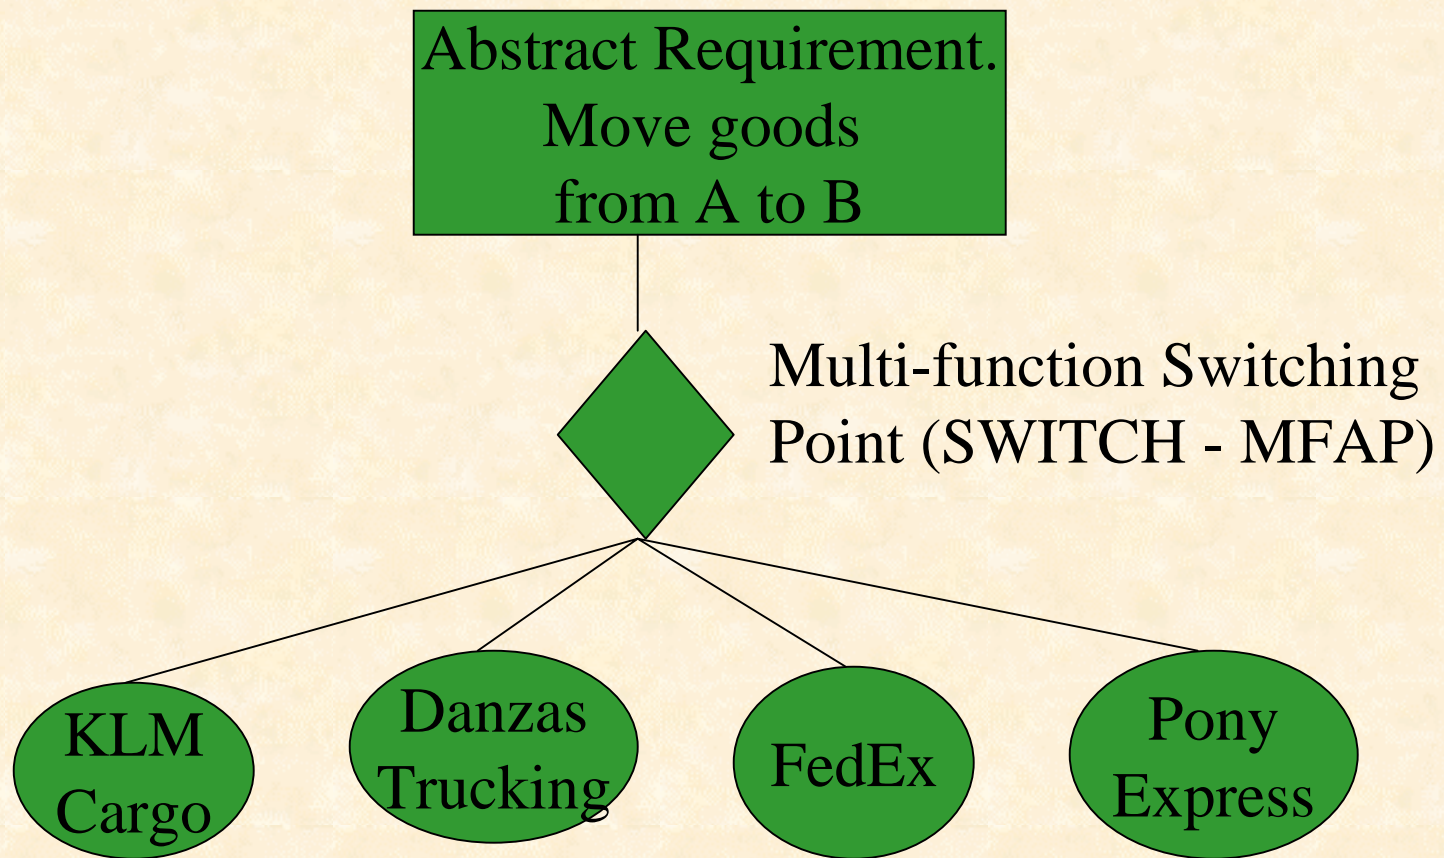 Abstract Requirement.
Move goods
from A to B
Multi-function Switching
Point (SWITCH - MFAP)
KLM
Cargo
Danzas
Trucking
FedEx
Pony
Express